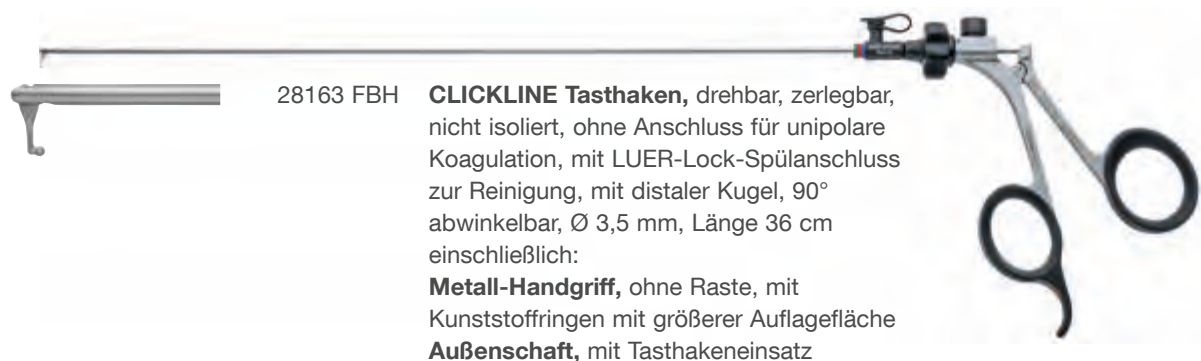 28163 FBH CLICKLINE Tasthaken, drehbar, zerlegbar,
nicht isoliert, ohne Anschluss für unipolare
Koagulation, mit LUER-Lock-Spülanschluss
zur Reinigung, mit distaler Kugel, 90°
abwinkelbar, Ø 3,5 mm, Länge 36 cm
einschließlich:
Metall-Handgriff, ohne Raste, mit
Kunststoffringen mit größerer Auflagefläche
Außenschaft, mit Tasthakeneinsatz